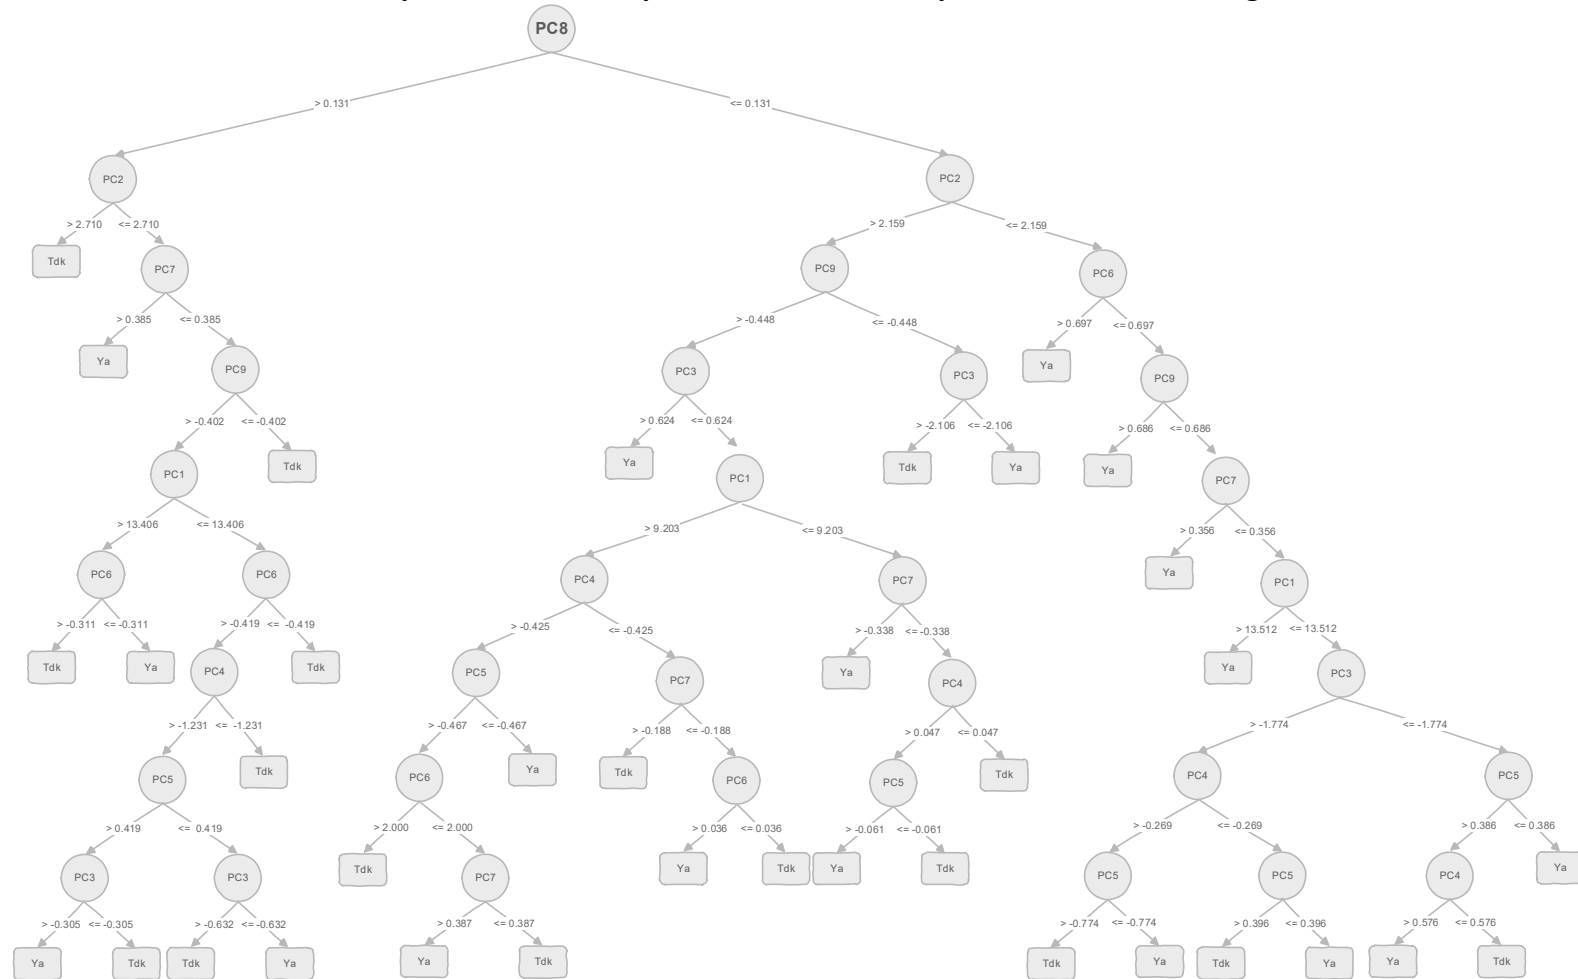 PC8
> 0.131 <= 0.131
PC2 PC2
> 2.710 <= 2.710 > 2.159 <= 2.159
Tdk PC7 PC9 PC6
> 0.385 <= 0.385 > -0.448 <= -0.448 > 0.697 <= 0.697
Ya PC9 PC3 PC3 Ya PC9
> -0.402 <= -0.402 > 0.624 <= 0.624 > -2.106 <= -2.106 > 0.686 <= 0.686
PC1 Tdk Ya PC1 Tdk Ya Ya PC7
> 13.406 <= 13.406 > 9.203 <= 9.203 > 0.356 <= 0.356
PC6 PC6 PC4 PC7 Ya PC1
> -0.311 <= -0.311 > -0.419 <= -0.419 > -0.425 <= -0.425 > -0.338 <= -0.338 > 13.512 <= 13.512
Tdk Ya PC4 Tdk PC5 PC7 Ya PC4 Ya PC3
> -1.231 <= -1.231 > -0.467 <= -0.467 > -0.188 <= -0.188 > 0.047 <= 0.047 > -1.774 <= -1.774
PC5 Tdk PC6 Ya Tdk PC6 PC5 Tdk PC4 PC5
> 0.419 <= 0.419 > 2.000 <= 2.000 > 0.036 <= 0.036 > -0.061 <= -0.061 > -0.269 <= -0.269 > 0.386 <= 0.386
PC3 PC3 Tdk PC7 Ya Tdk Ya Tdk PC5 PC5 PC4 Ya
> -0.305 <= -0.305 > -0.632 <= -0.632 > 0.387 <= 0.387 > -0.774 <= -0.774 > 0.396 <= 0.396 > 0.576 <= 0.576
Ya Tdk Tdk Ya Ya Tdk Tdk Ya Tdk Ya Ya Tdk